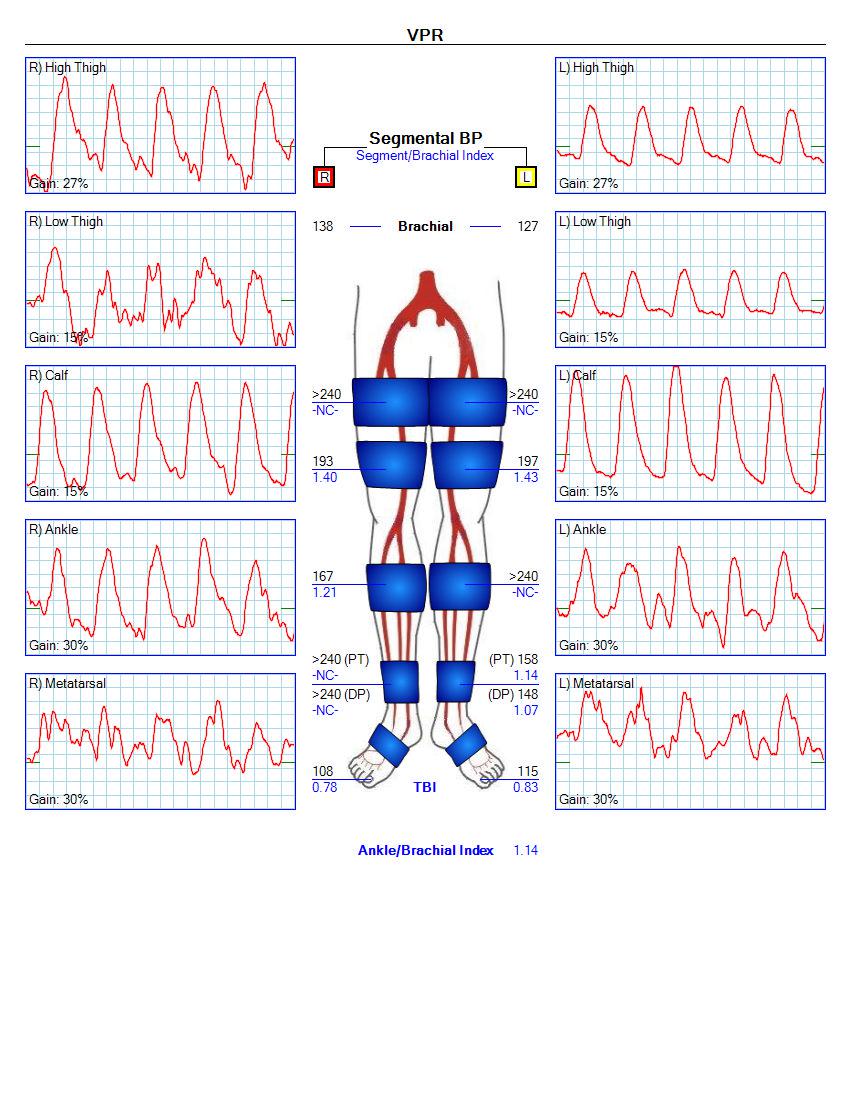 VPR
R) High Thigh
Gain: 27%
R) Low Thigh
Gain: 15%
R) Calf
Gain: 15%
R) Ankle
Gain: 30%
R) Metatarsal
Gain: 30%
Segmental BP
Segment/Brachial Index
R L
138 Brachial 127
>240 >240
-NC- -NC-
193 197
1.40 1.43
167 >240
1.21 -NC-
>240 (PT) (PT) 158
-NC- 1.14
>240 (DP) (DP) 148
-NC- 1.07
108 115
0.78 TBI 0.83
Ankle/Brachial Index 1.14
L) High Thigh
Gain: 27%
L) Low Thigh
Gain: 15%
L) Calf
Gain: 15%
L) Ankle
Gain: 30%
L) Metatarsal
Gain: 30%